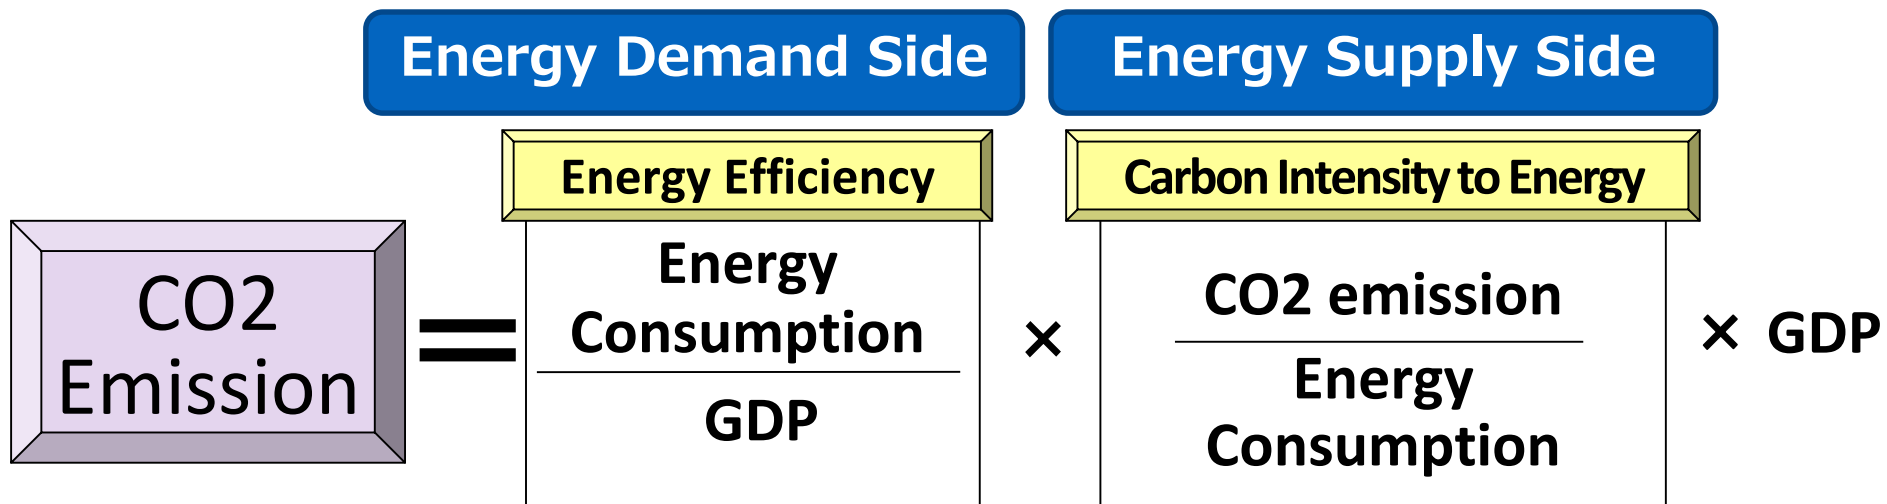 Energy Demand Side
Energy Supply Side
Energy Efficiency
Carbon Intensity to Energy
CO2
Emission
=
Energy
Consumption
GDP
×
CO2 emission
Energy
Consumption
× GDP